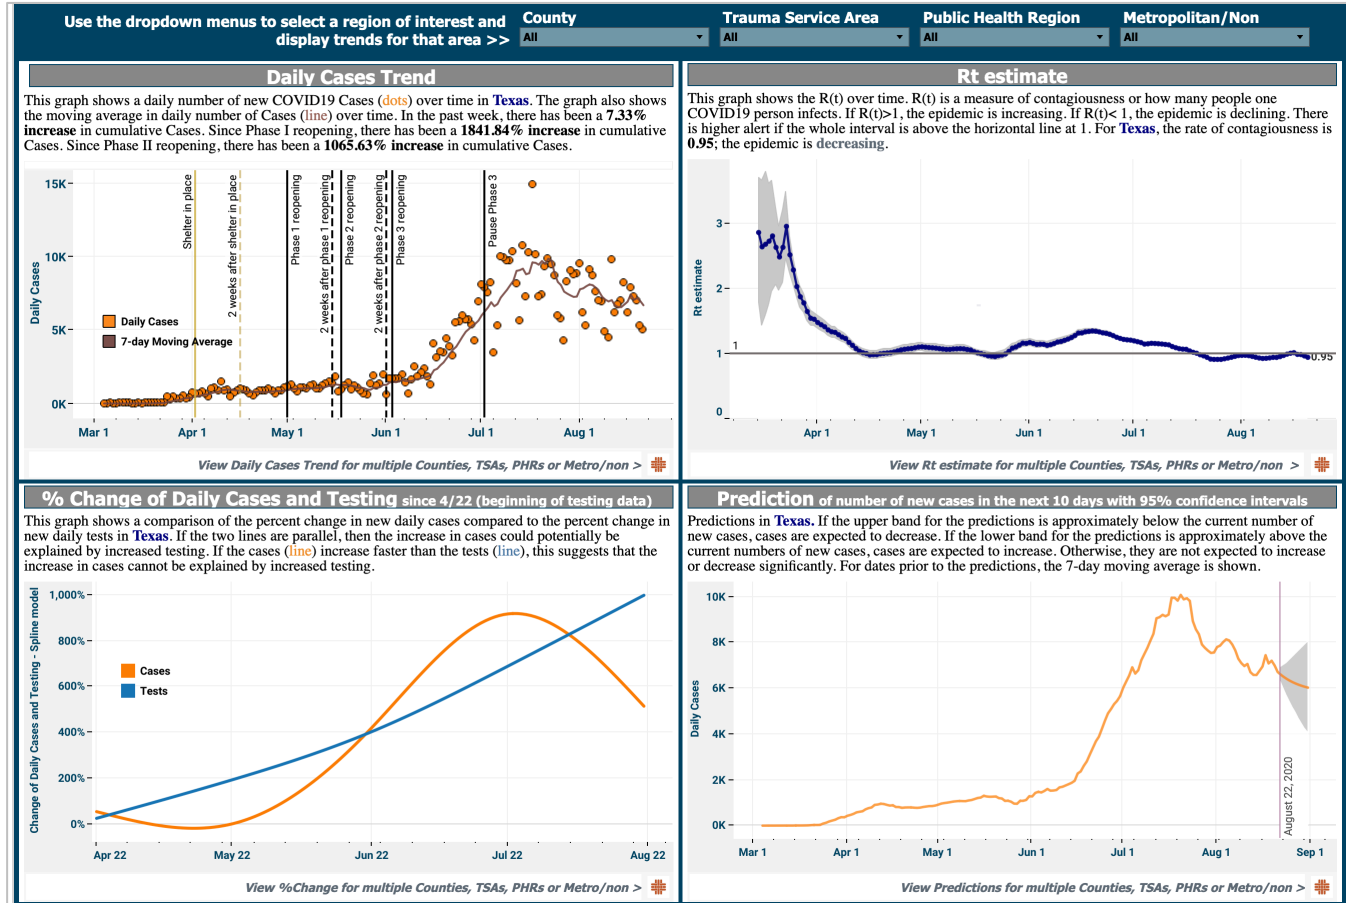 Use the dropdown menus to select a region of interest and
display trends for that area >>
County
All
Trauma Service Area
All
Public Health Region
All
Metropolitan/Non
All
Daily Cases Trend
This graph shows a daily number of new COVID19 Cases (dots) over time in Texas. The graph also shows
the moving average in daily number of Cases (line) over time. In the past week, there has been a 7.33%
increase in cumulative Cases. Since Phase I reopening, there has been a 1841.84% increase in cumulative
Cases. Since Phase II reopening, there has been a 1065.63% increase in cumulative Cases.
Daily Cases
15K
10K
5K
0K
Shelter in place
2 weeks after shelter in place
Phase 1 reopening
2 weeks after phase 1 reopening
Phase 2 reopening
2 weeks after phase 2 reopening
Phase 3 reopening
Pause Phase 3
Daily Cases
7-day Moving Average
Mar 1
Apr 1
May 1
Jun 1
Jul 1
Aug 1
View Daily Cases Trend for multiple Counties, TSAs, PHRs or Metro/non >
Rt estimate
This graph shows the R(t) over time. R(t) is a measure of contagiousness or how many people one
COVID19 person infects. If R(t)>1, the epidemic is increasing. If R(t)< 1, the epidemic is declining. There
is higher alert if the whole interval is above the horizontal line at 1. For Texas, the rate of contagiousness is
0.95; the epidemic is decreasing.
Rt estimate
3
2
1
0
1
0.95
Apr 1
May 1
Jun 1
Jul 1
Aug 1
View Rt estimate for multiple Counties, TSAs, PHRs or Metro/non >
% Change of Daily Cases and Testing since 4/22 (beginning of testing data)
This graph shows a comparison of the percent change in new daily cases compared to the percent change in
new daily tests in Texas. If the two lines are parallel, then the increase in cases could potentially be
explained by increased testing. If the cases (line) increase faster than the tests (line), this suggests that the
increase in cases cannot be explained by increased testing.
Change of Daily Cases and Testing - Spline model
1,000%
800%
600%
400%
200%
0%
Cases
Tests
Apr 22
May 22
Jun 22
Jul 22
Aug 22
View %Change for multiple Counties, TSAs, PHRs or Metro/non >
Prediction of number of new cases in the next 10 days with 95% confidence intervals
Predictions in Texas. If the upper band for the predictions is approximately below the current number of
new cases, cases are expected to decrease. If the lower band for the predictions is approximately above the
current numbers of new cases, cases are expected to increase. Otherwise, they are not expected to increase
or decrease significantly. For dates prior to the predictions, the 7-day moving average is shown.
Daily Cases
10K
8K
6K
4K
2K
0K
August 22, 2020
Mar 1
Apr 1
May 1
Jun 1
Jul 1
Aug 1
Sep 1
View Predictions for multiple Counties, TSAs, PHRs or Metro/non >